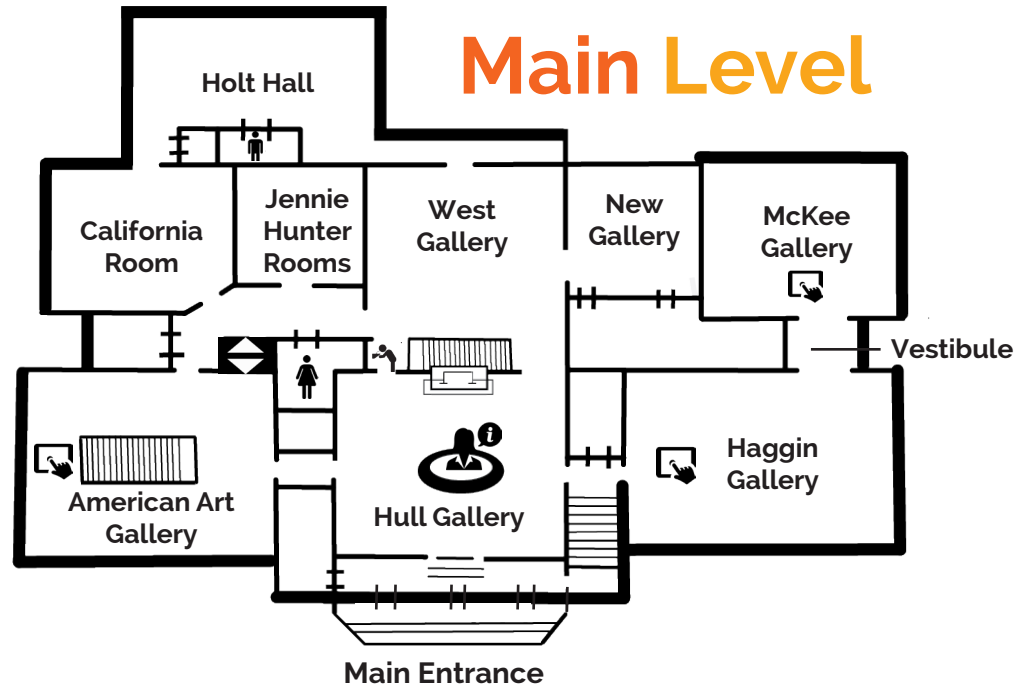 Main Level
Holt Hall
Jennie
Hunter
Rooms
California
Room
West
Gallery
New
Gallery
McKee
Gallery
Vestibule
i
Haggin
Gallery
American Art
Gallery
Hull Gallery
Main Entrance